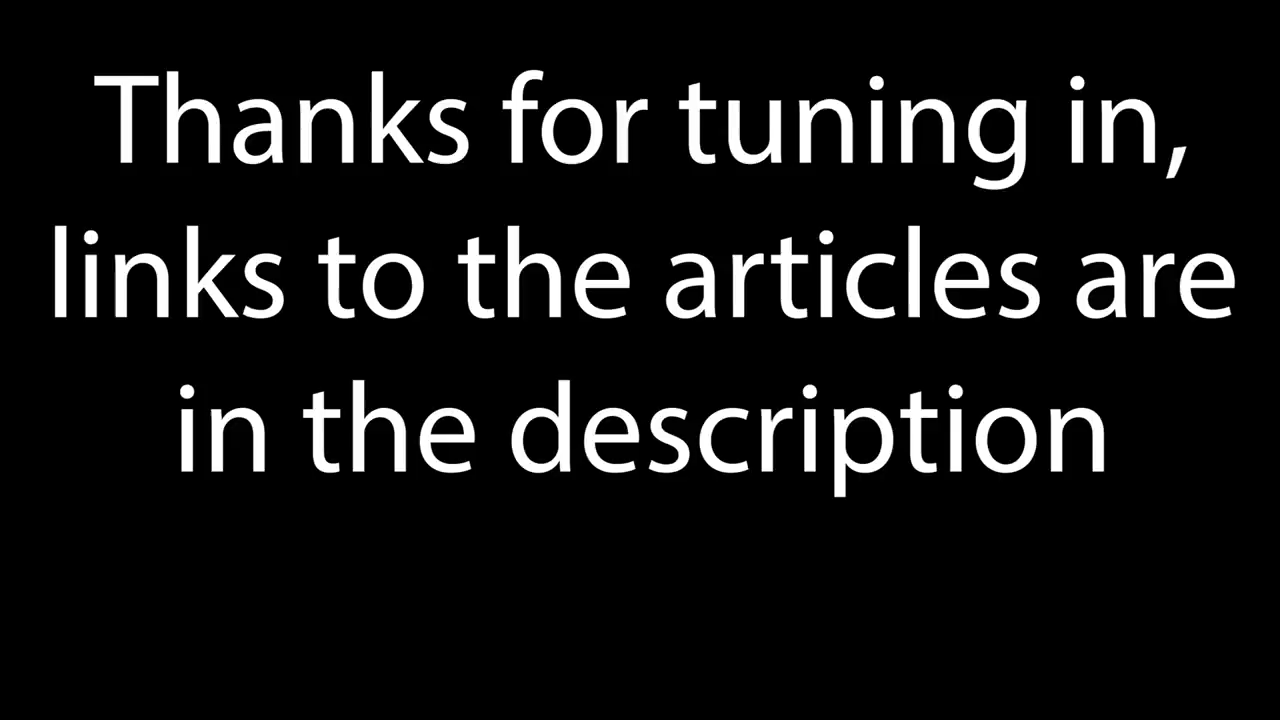 Thanks for tuning in,
links to the articles are
in the description